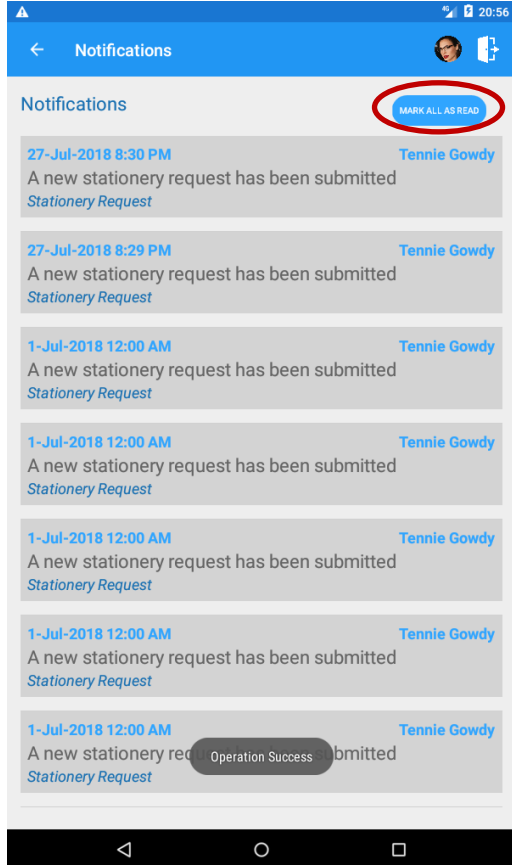 4G 20:56
Notifications
Notifications
MARK ALL AS READ
27-Jul-2018 8:30 PM Tennie Gowdy
A new stationery request has been submitted
Stationery Request
27-Jul-2018 8:29 PM Tennie Gowdy
A new stationery request has been submitted
Stationery Request
1-Jul-2018 12:00 AM Tennie Gowdy
A new stationery request has been submitted
Stationery Request
1-Jul-2018 12:00 AM Tennie Gowdy
A new stationery request has been submitted
Stationery Request
1-Jul-2018 12:00 AM Tennie Gowdy
A new stationery request has been submitted
Stationery Request
1-Jul-2018 12:00 AM Tennie Gowdy
A new stationery request has been submitted
Stationery Request
1-Jul-2018 12:00 AM Tennie Gowdy
A new stationery submitted
Operation Success
Stationery Request